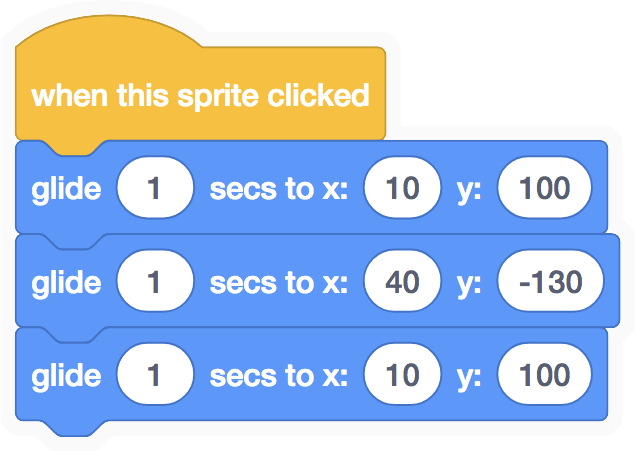 when this sprite clicked
glide 1 secs to x: 10 y: 100
glide 1 secs to x: 40 y: -130
glide 1 secs to x: 10 y: 100